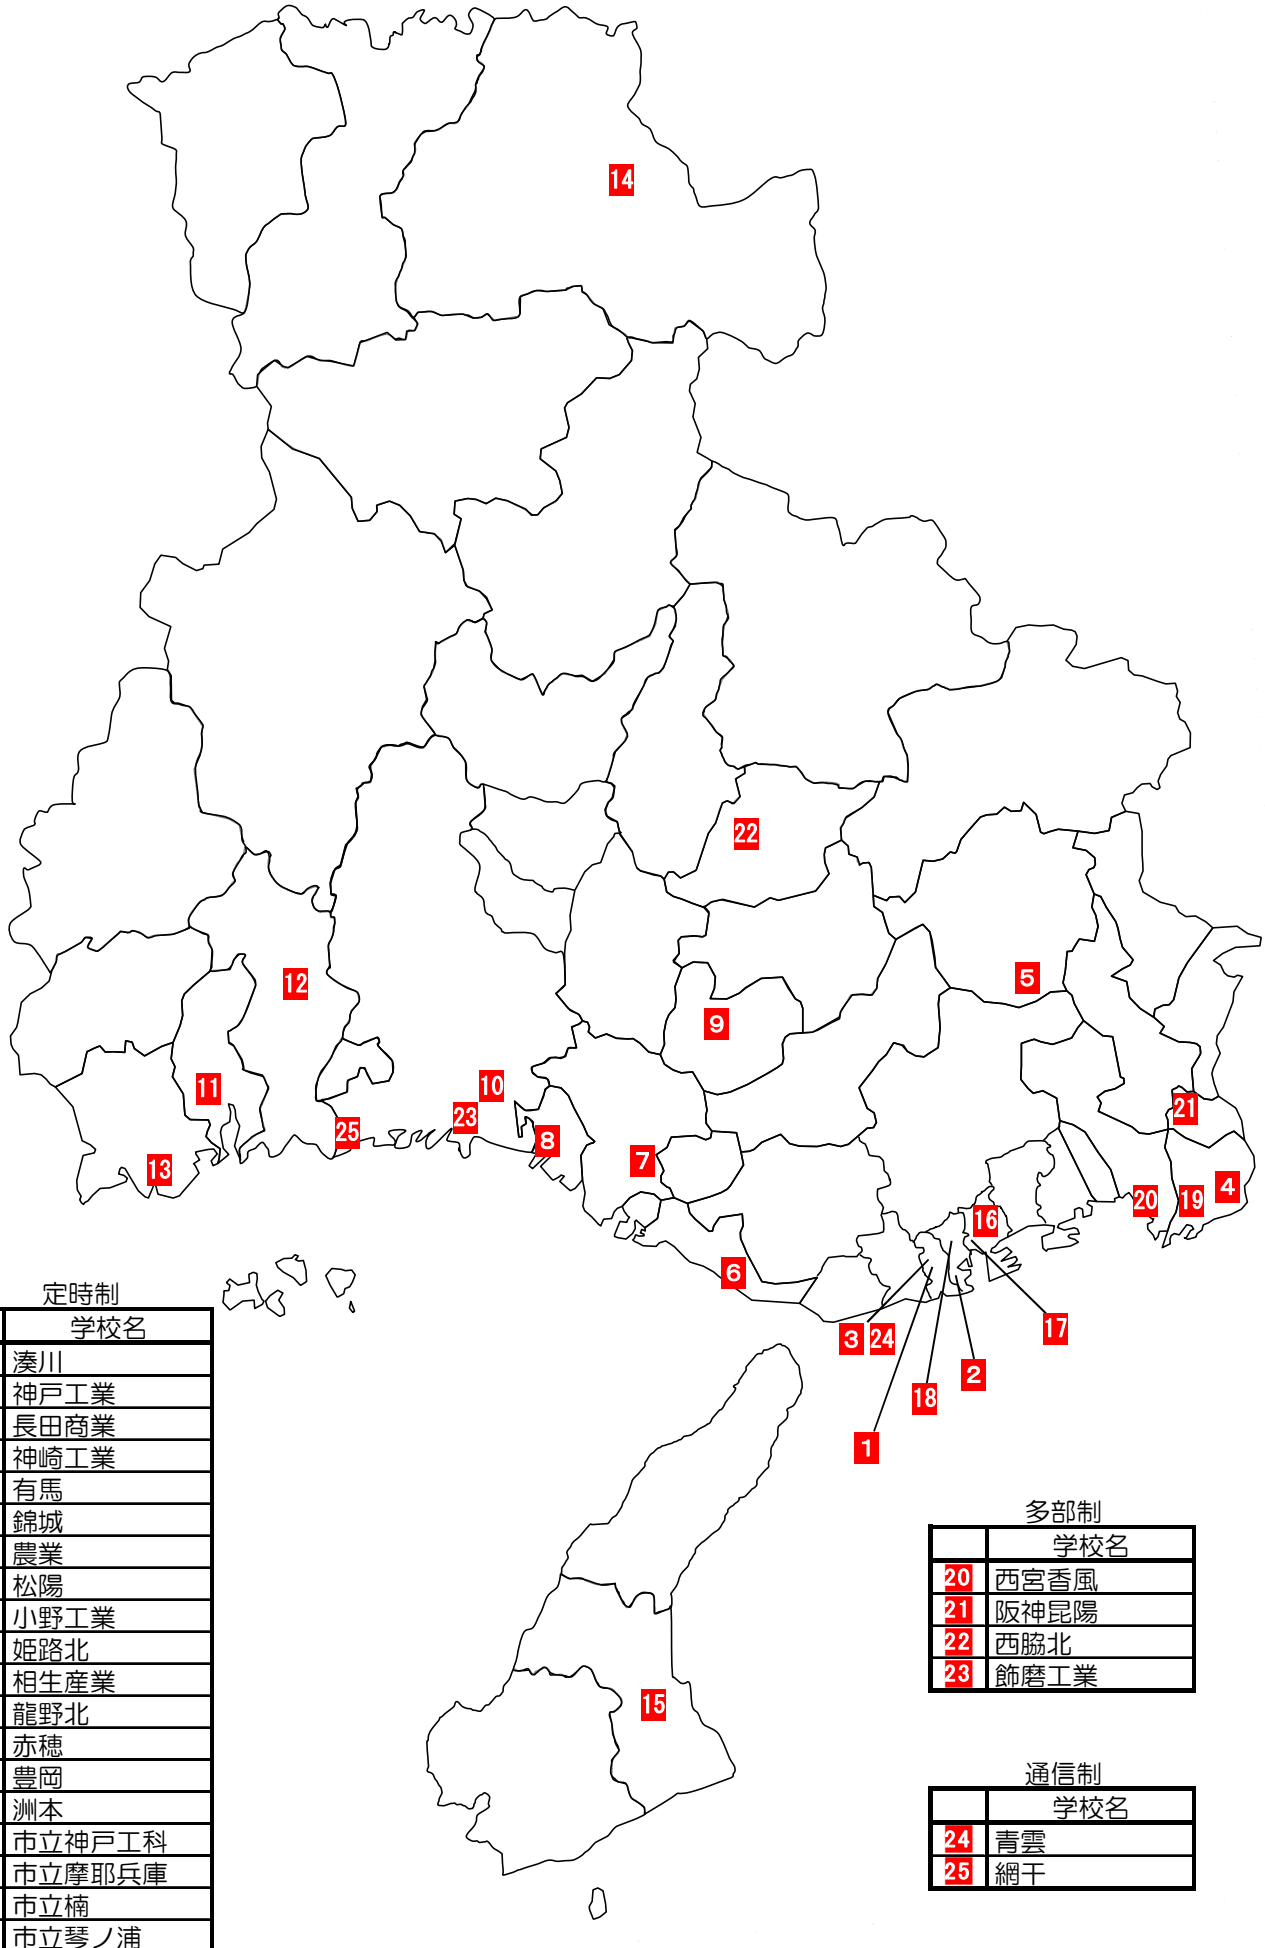 14
22
5
12
9
11
10
23
25
8
7
13
21
4
20
19
16
6
17
3
24
2
18
1
15
定時制
学校名
湊川
神戸工業
長田商業
神崎工業
有馬
錦城
農業
松陽
小野工業
姫路北
相生産業
龍野北
赤穂
豊岡
洲本
市立神戸工科
市立摩耶兵庫
市立楠
市立琴ノ浦
多部制
学校名
20 西宮香風
21 阪神昆陽
22 西脇北
23 飾磨工業
通信制
学校名
24 青雲
25 網干